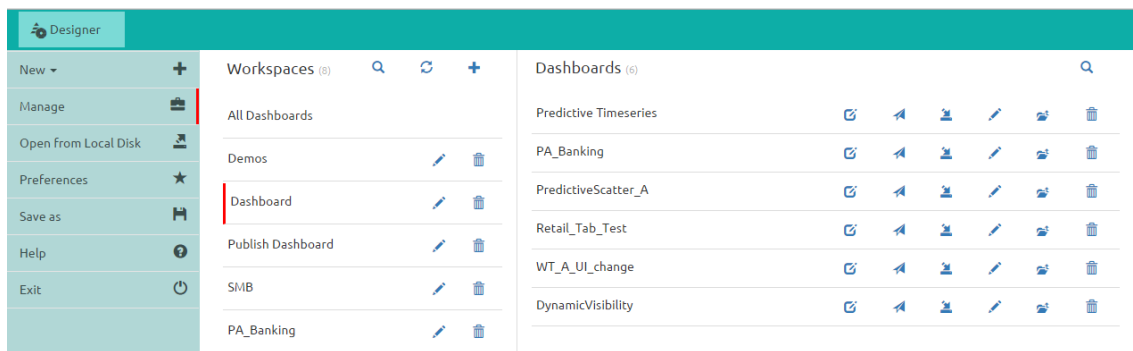 Designer
New
Manage
Open from Local Disk
Preferences
Save as
Help
Exit
Workspaces (8)
All Dashboards
Demos
Dashboard
Publish Dashboard
SMB
PA_Banking
Dashboards (6)
Predictive Timeseries
PA_Banking
PredictiveScatter_A
Retail_Tab_Test
WT_A_UI_change
DynamicVisibility